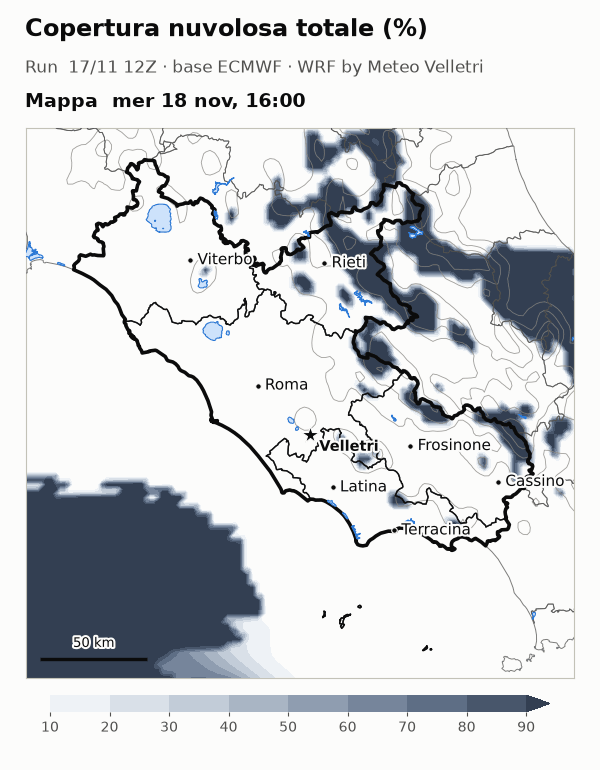 Copertura nuvolosa totale (%)
Run  17/11 12Z · base ECMWF · WRF by Meteo Velletri
Mappa  mer 18 nov, 16:00
Viterbo
Rieti
Roma
Velletri
Frosinone
Cassino
Latina
Terracina
50 km
10 20 30 40 50 60 70 80 90